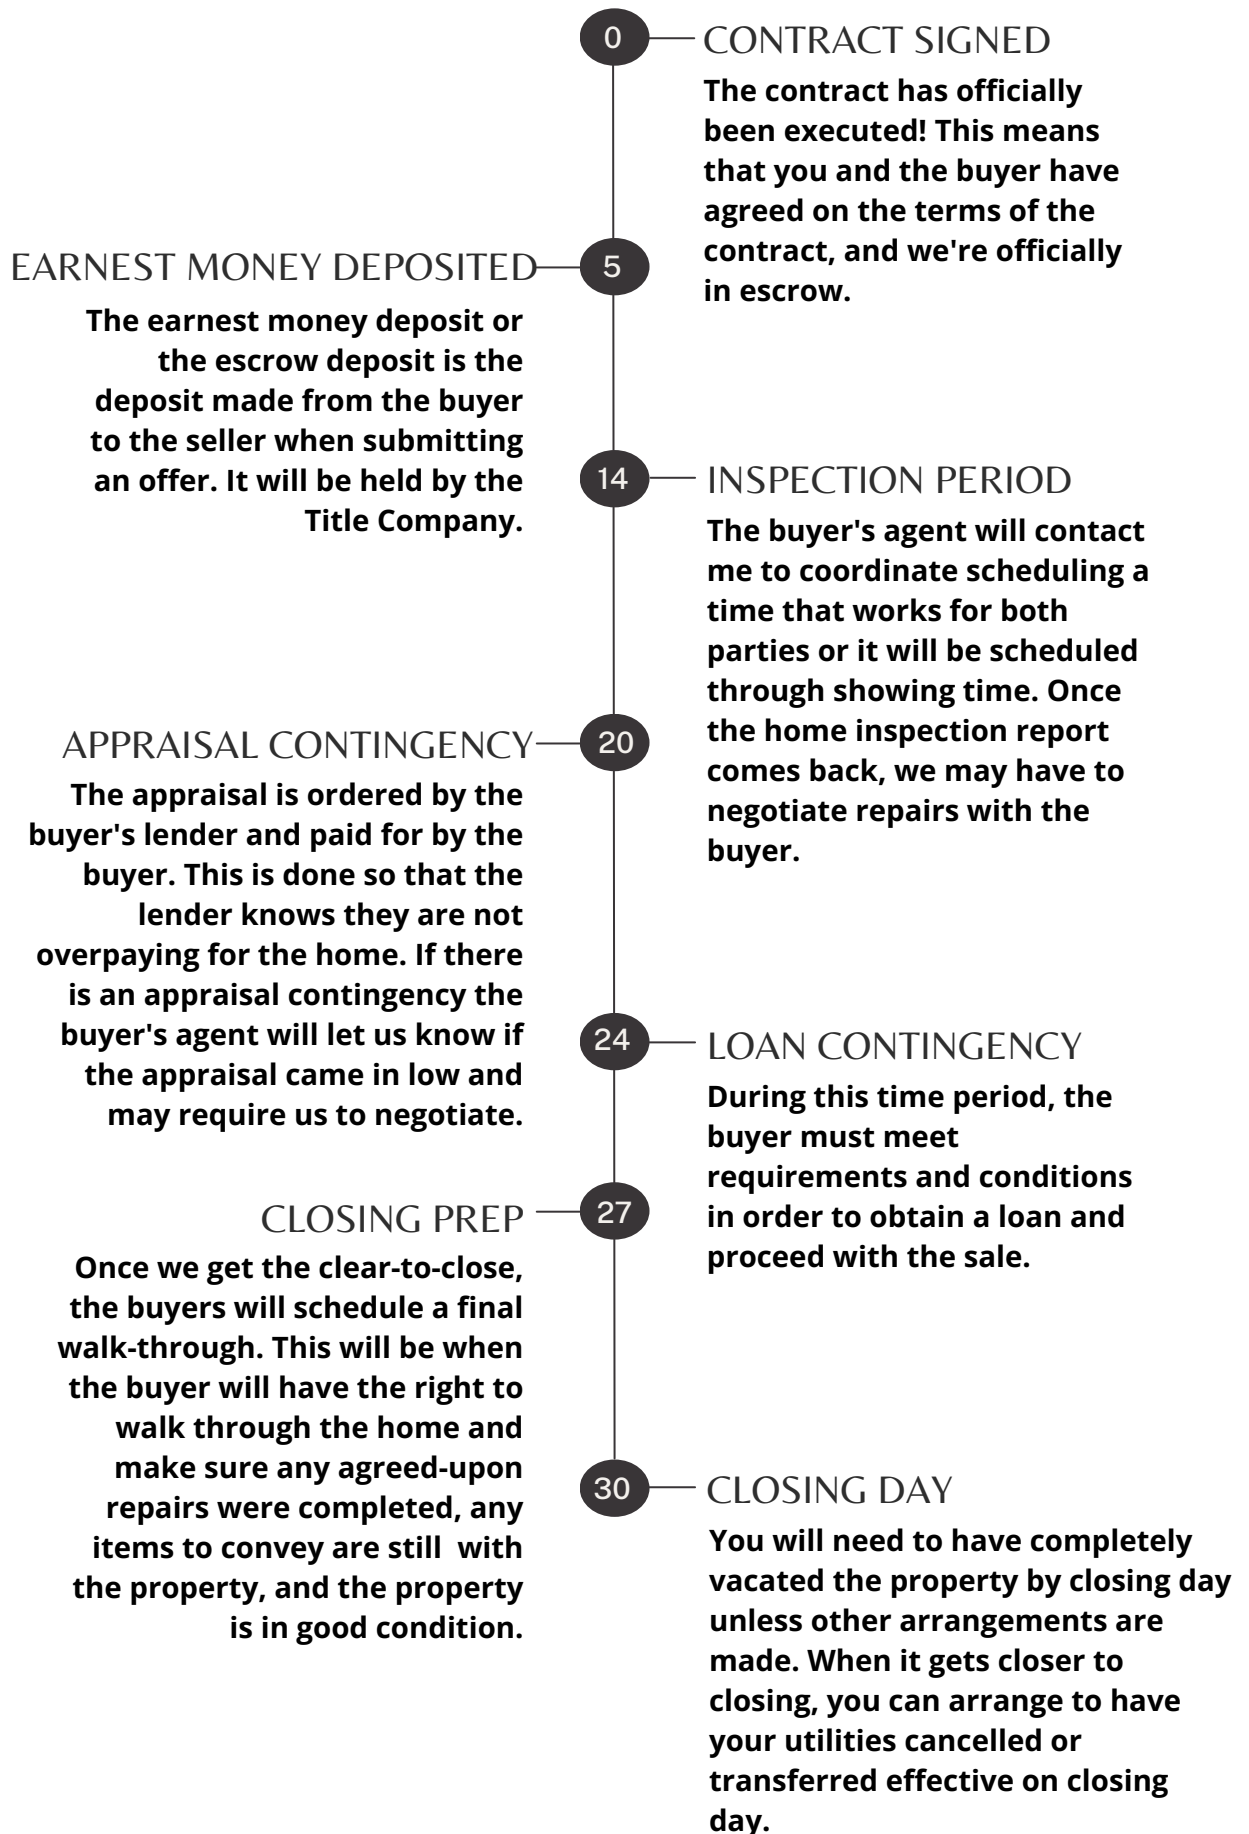 0
CONTRACT SIGNED
The contract has officially
been executed! This means
that you and the buyer have
agreed on the terms of the
contract, and we're officially
in escrow.
5
EARNEST MONEY DEPOSITED
The earnest money deposit or
the escrow deposit is the
deposit made from the buyer
to the seller when submitting
an offer. It will be held by the
Title Company.
14
INSPECTION PERIOD
The buyer's agent will contact
me to coordinate scheduling a
time that works for both
parties or it will be scheduled
through showing time. Once
the home inspection report
comes back, we may have to
negotiate repairs with the
buyer.
20
APPRAISAL CONTINGENCY
The appraisal is ordered by the
buyer's lender and paid for by the
buyer. This is done so that the
lender knows they are not
overpaying for the home. If there
is an appraisal contingency the
buyer's agent will let us know if
the appraisal came in low and
may require us to negotiate.
24
LOAN CONTINGENCY
During this time period, the
buyer must meet
requirements and conditions
in order to obtain a loan and
proceed with the sale.
27
CLOSING PREP
Once we get the clear-to-close,
the buyers will schedule a final
walk-through. This will be when
the buyer will have the right to
walk through the home and
make sure any agreed-upon
repairs were completed, any
items to convey are still  with
the property, and the property
is in good condition.
30
CLOSING DAY
You will need to have completely
vacated the property by closing day
unless other arrangements are
made. When it gets closer to
closing, you can arrange to have
your utilities cancelled or
transferred effective on closing
day.